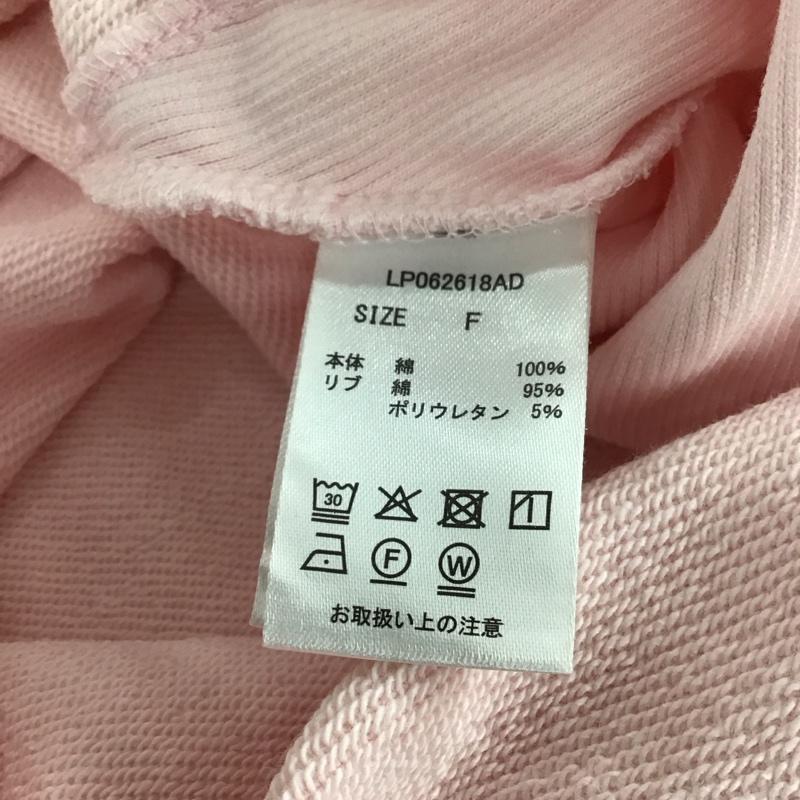 LP062618AD
SIZE F
本体 綿 100%
リブ 綿 95%
ポリウレタン 5%
30
F W
お取扱い上の注意